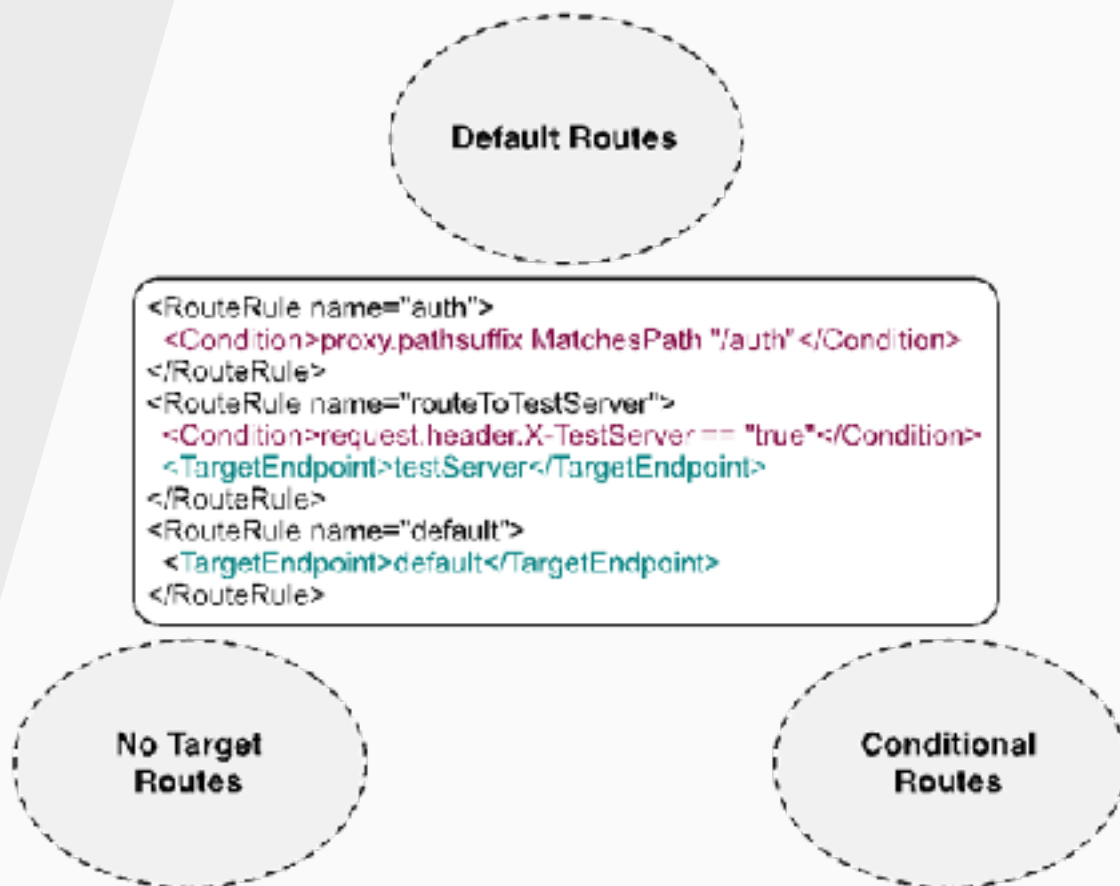 Default Routes
<RouteRule name="auth">
<Condition>proxy.pathsuffix MatchesPath "/auth"</Condition>
</RouteRule>
<RouteRule name="routeToTestServer">
<Condition>request.header.X-TestServer == "true"</Condition>
<TargetEndpoint>testServer</TargetEndpoint>
</RouteRule>
<RouteRule name="default">
<TargetEndpoint>default</TargetEndpoint>
</RouteRule>
No Target
Routes
Conditional
Routes